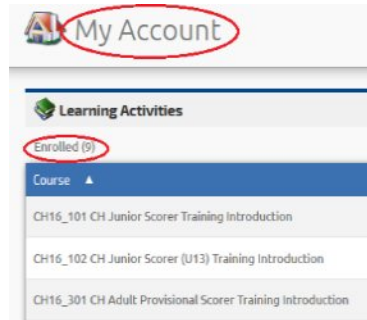 My Account
Learning Activities
Enrolled (9)
Course ▲
CH16_101 CH Junior Scorer Training Introduction
CH16_102 CH Junior Scorer (U13) Training Introduction
CH16_301 CH Adult Provisional Scorer Training Introduction